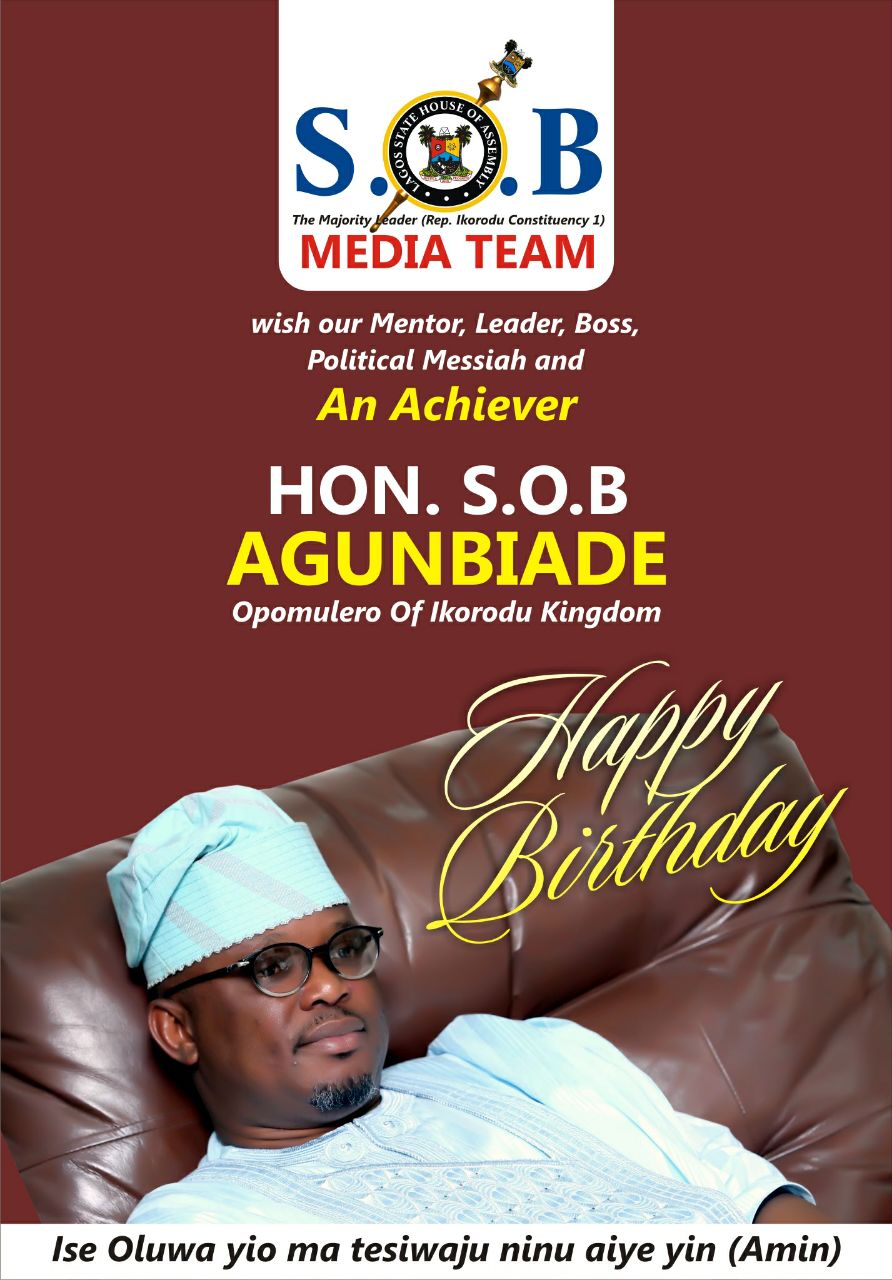 S. .B
LAGOS STATE HOUSE OF ASSEMBLY
The Majority Leader (Rep. Ikorodu Constituency 1)
MEDIA TEAM
wish our Mentor, Leader, Boss,
Political Messiah and
An Achiever
HON. S.O.B
AGUNBIADE
Opomulero Of Ikorodu Kingdom
Happy
Birthday
Ise Oluwa yio ma tesiwaju ninu aiye yin (Amin)